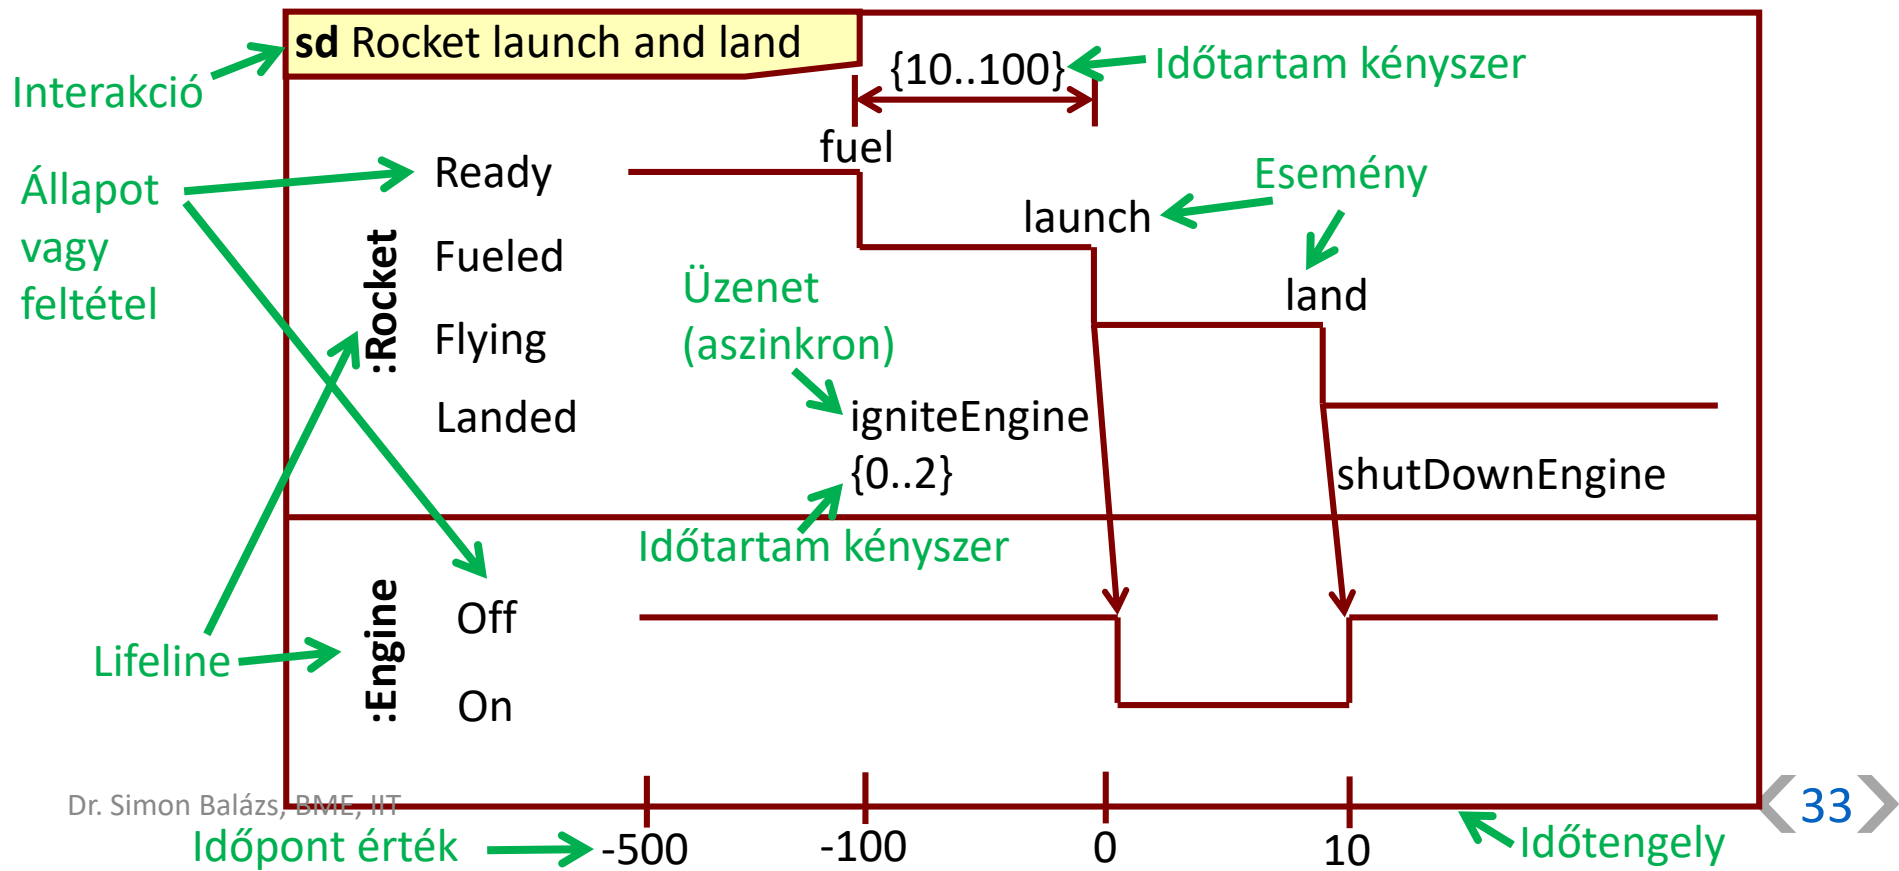 sd Rocket launch and land
{10..100}
Időtartam kényszer
Interakció
fuel
Ready
Esemény
Állapot
vagy
feltétel
launch
:Rocket
Fueled
Üzenet
(aszinkron)
land
Flying
Landed
igniteEngine
{0..2}
shutDownEngine
Időtartam kényszer
:Engine
Off
Lifeline
On
Dr. Simon Balázs, BME, IIT
33
Időpont érték
-500
-100
0
10
Időtengely